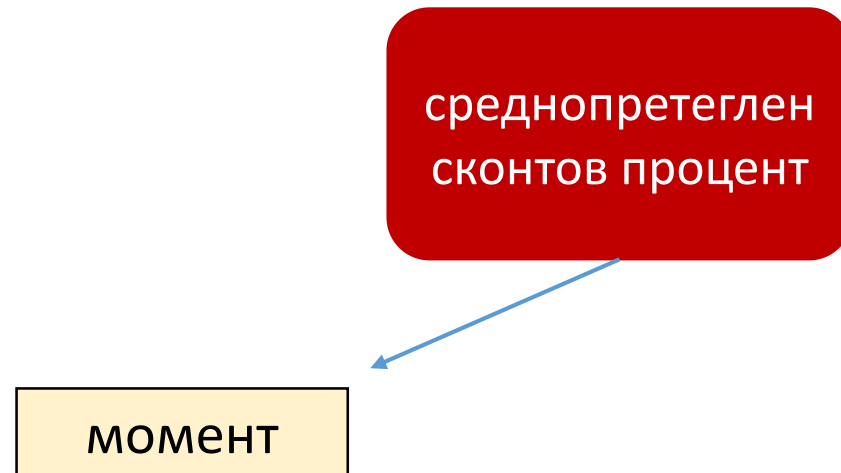 среднопретеглен
сконтов процент
момент